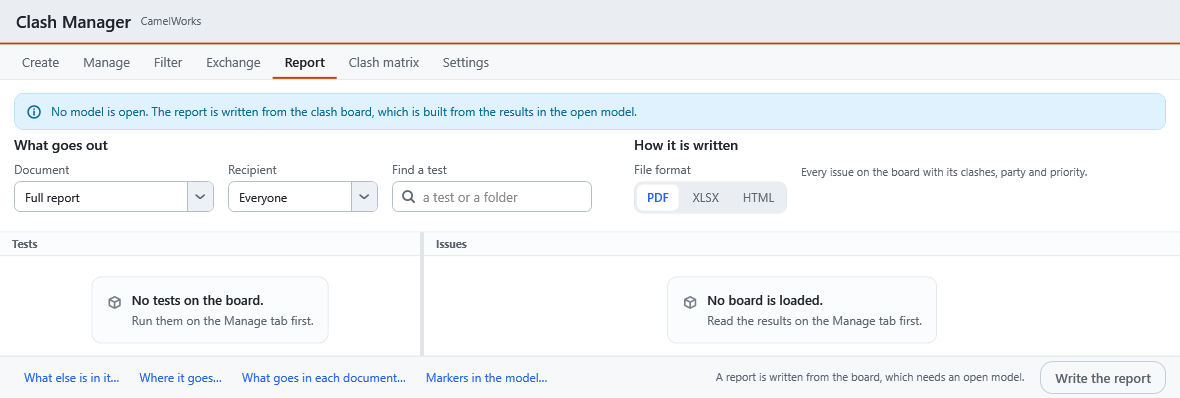 Clash Manager CamelWorks
Create Manage Filter Exchange Report Clash matrix Settings
No model is open. The report is written from the clash board, which is built from the results in the open model.
What goes out
How it is written
Document Recipient Find a test
File format
Full report
Everyone
a test or a folder
PDF XLSX HTML
Every issue on the board with its clashes, party and priority.
Tests
Issues
No tests on the board.
Run them on the Manage tab first.
No board is loaded.
Read the results on the Manage tab first.
What else is in it... Where it goes... What goes in each document... Markers in the model...
A report is written from the board, which needs an open model.
Write the report